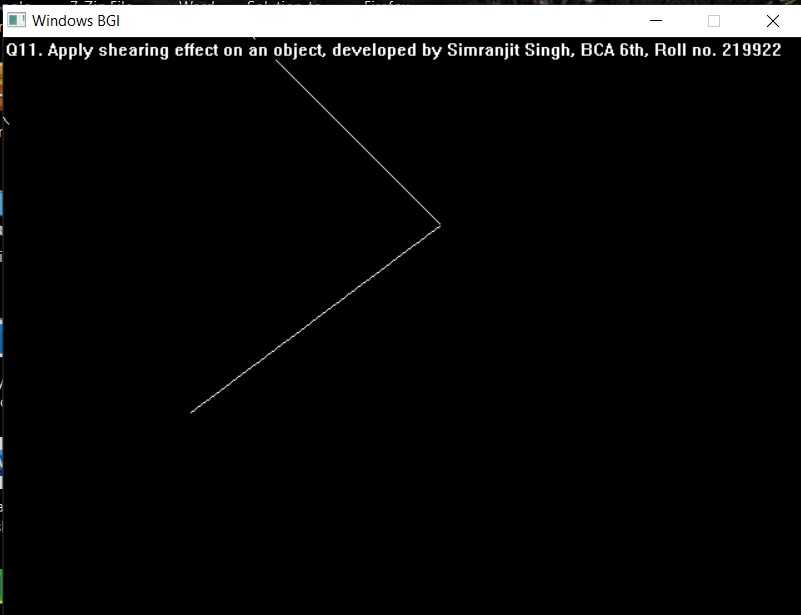 Windows BGI
Q11. Apply shearing effect on an object, developed by Simranjit Singh, BCA 6th, Roll no. 219922